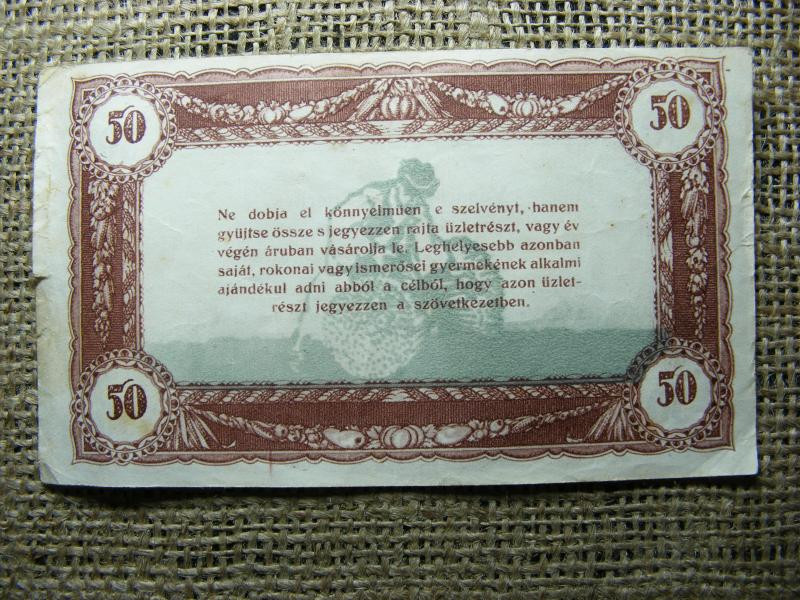 50
50
Ne dobja el könnyelmüen e szelvényt, hanem
gyüjtse össze s jegyezzen rajta üzletrészt, vagy év
végén áruban vásárolja le. Leghelyesebb azonban
saját, rokonai vagy ismerősei gyermekének alkalmi
ajándékul adni abból a célból, hogy azon üzlet-
részt jegyezzen a szövetkezetben.
50
50